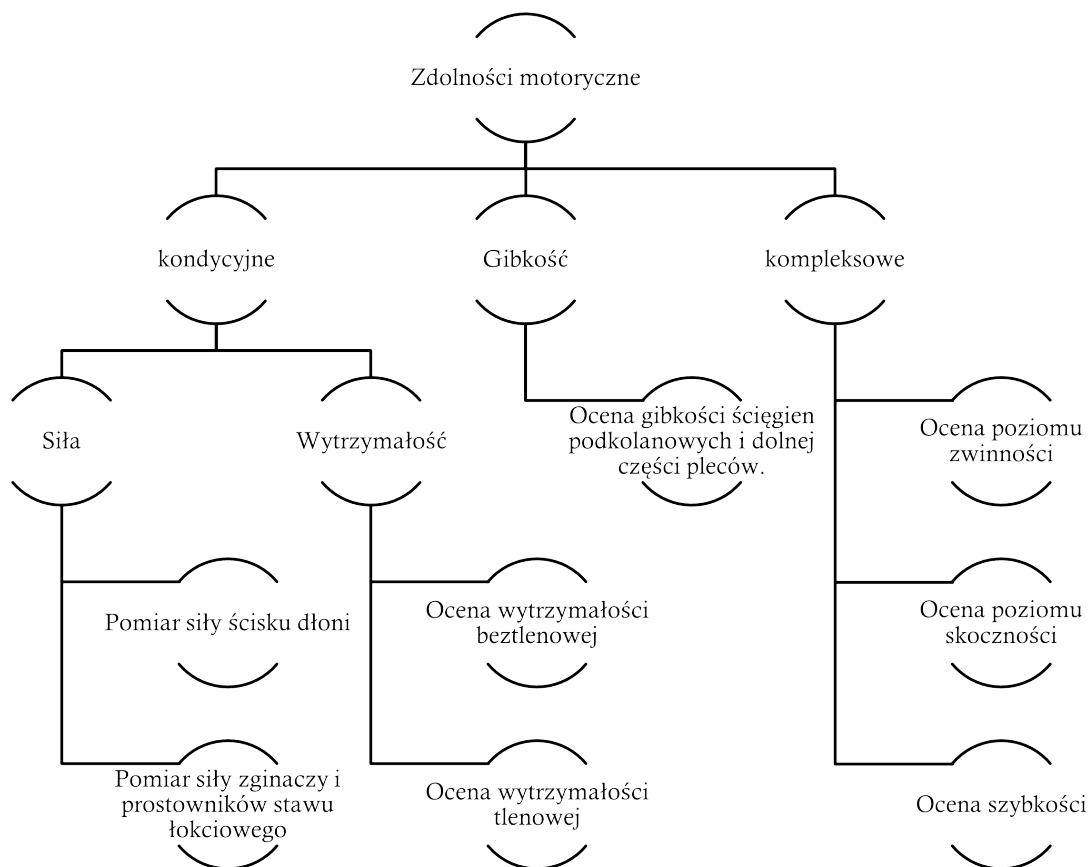 Zdolności motoryczne
kondycyjne
Gibkość
kompleksowe
Siła
Wytrzymałość
Ocena gibkości ścięgien
podkolanowych i dolnej
części pleców.
Ocena poziomu
zwinności
Pomiar siły ścisku dłoni
Ocena wytrzymałości
beztlenowej
Ocena poziomu
skoczności
Pomiar siły zginaczy i
prostowników stawu
łokciowego
Ocena wytrzymałości
tlenowej
Ocena szybkości